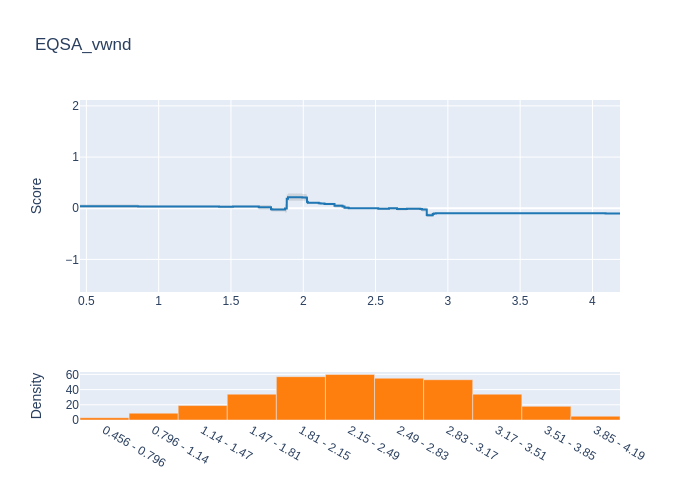 EQSA_vwnd
2
1
0
−1
Score
0.5
1
1.5
2
2.5
3
3.5
4
60
40
20
0
Density
0.456 - 0.796
0.796 - 1.14
1.14 - 1.47
1.47 - 1.81
1.81 - 2.15
2.15 - 2.49
2.49 - 2.83
2.83 - 3.17
3.17 - 3.51
3.51 - 3.85
3.85 - 4.19